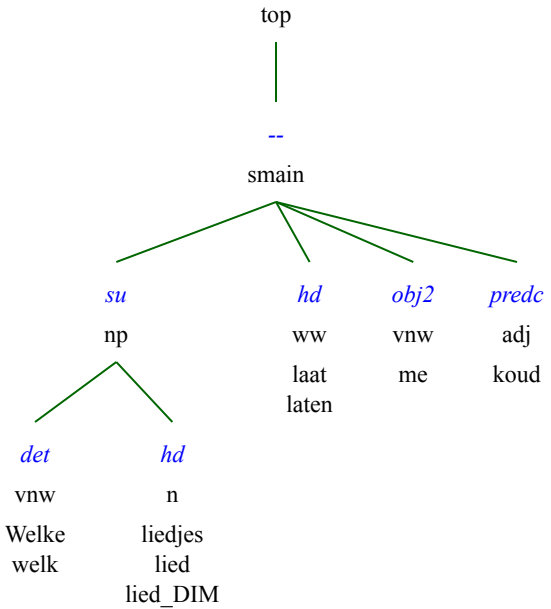 top
--
smain
su hd obj2 predc
np ww vnw adj
laat me koud
laten
det hd
vnw n
Welke liedjes
welk lied
lied_DIM